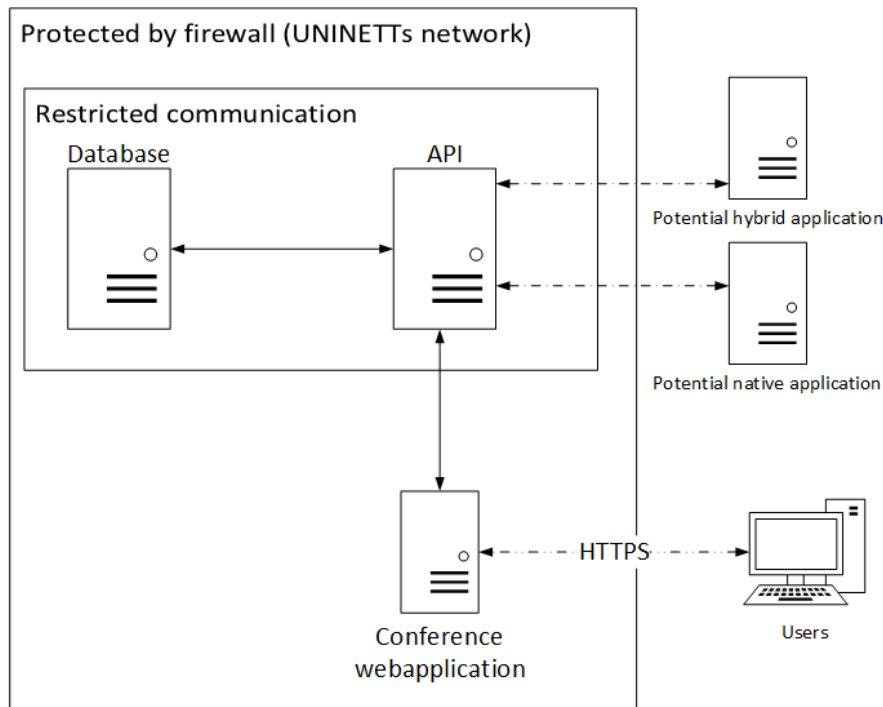 Protected by firewall (UNINETTs network)
Restricted communication
Database
API
Potential hybrid application
Potential native application
HTTPS
Conference
webapplication
Users